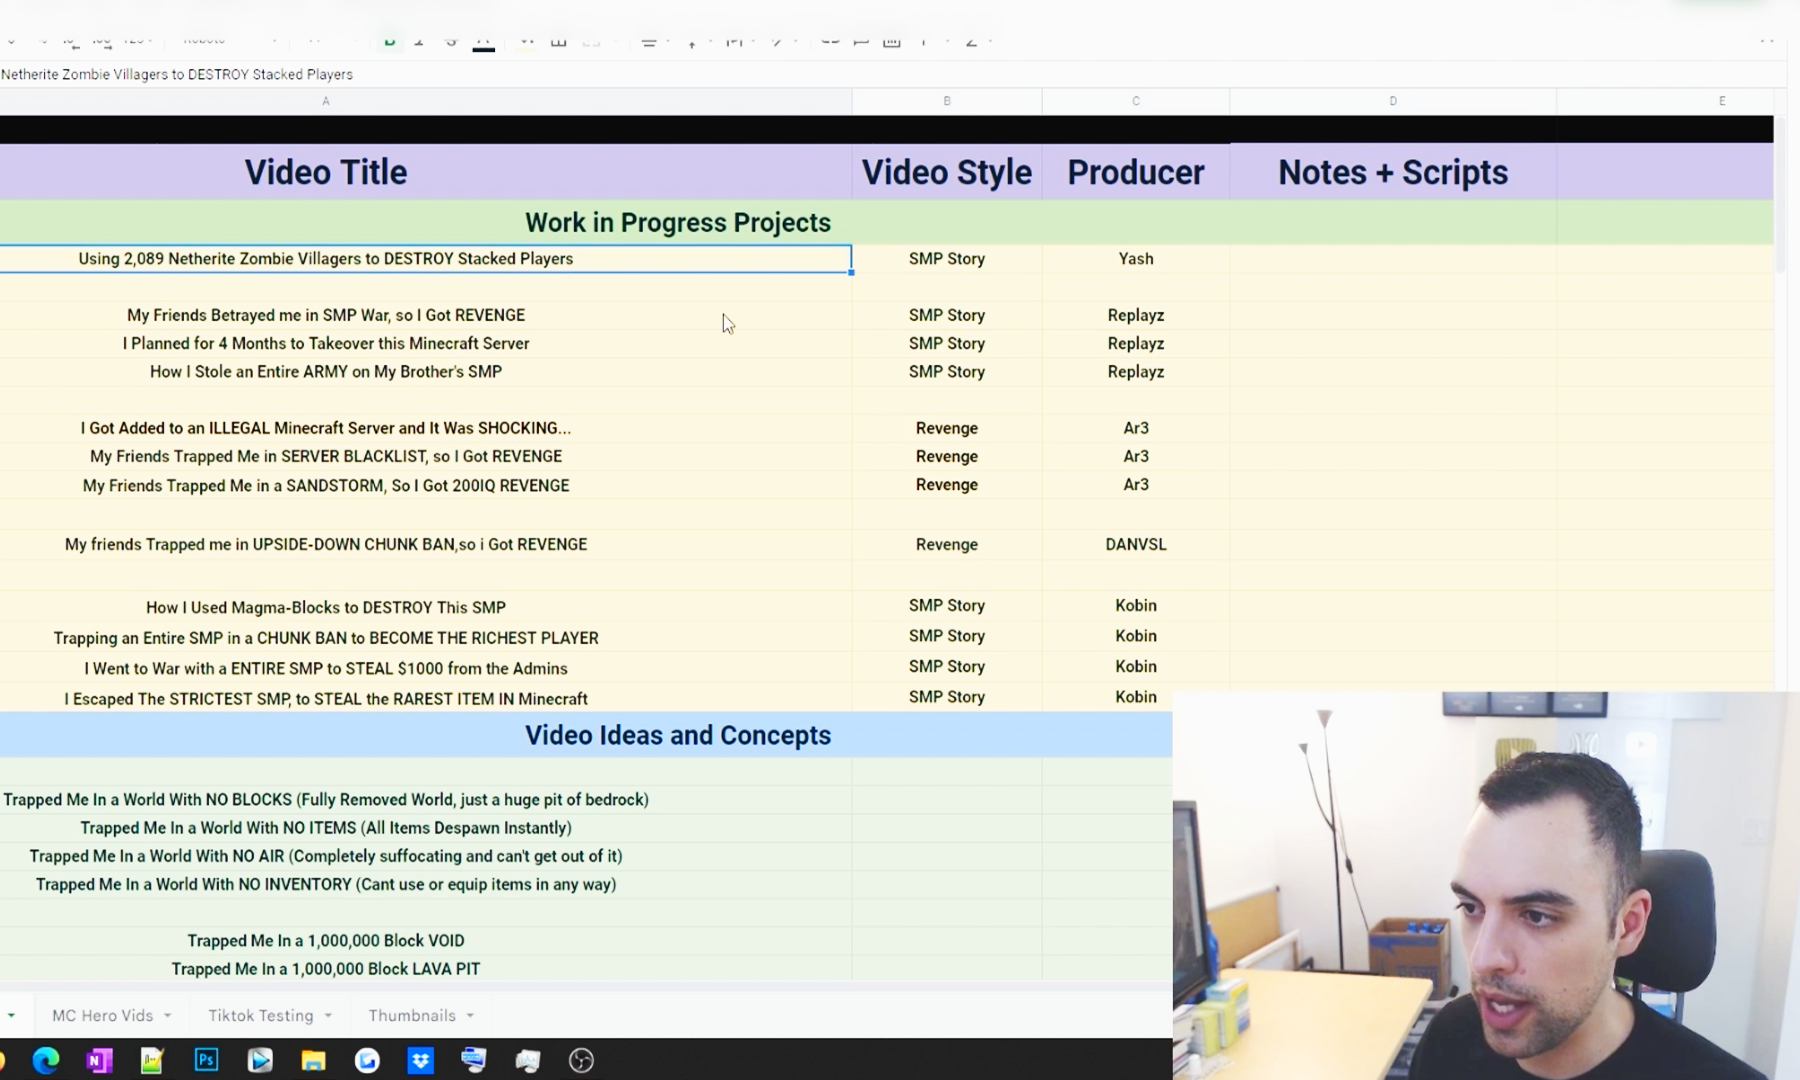 Netherite Zombie Villagers to DESTROY Stacked Players
A B C D E
Video Title Video Style Producer Notes + Scripts
Work in Progress Projects
Using 2,089 Netherite Zombie Villagers to DESTROY Stacked Players SMP Story Yash
My Friends Betrayed me in SMP War, so I Got REVENGE SMP Story Replayz
I Planned for 4 Months to Takeover this Minecraft Server SMP Story Replayz
How I Stole an Entire ARMY on My Brother's SMP SMP Story Replayz
I Got Added to an ILLEGAL Minecraft Server and It Was SHOCKING... Revenge Ar3
My Friends Trapped Me in SERVER BLACKLIST, so I Got REVENGE Revenge Ar3
My Friends Trapped Me in a SANDSTORM, So I Got 200IQ REVENGE Revenge Ar3
My friends Trapped me in UPSIDE-DOWN CHUNK BAN,so i Got REVENGE Revenge DANVSL
How I Used Magma-Blocks to DESTROY This SMP SMP Story Kobin
Trapping an Entire SMP in a CHUNK BAN to BECOME THE RICHEST PLAYER SMP Story Kobin
I Went to War with a ENTIRE SMP to STEAL $1000 from the Admins SMP Story Kobin
I Escaped The STRICTEST SMP, to STEAL the RAREST ITEM IN Minecraft SMP Story Kobin
Video Ideas and Concepts
Trapped Me In a World With NO BLOCKS (Fully Removed World, just a huge pit of bedrock)
Trapped Me In a World With NO ITEMS (All Items Despawn Instantly)
Trapped Me In a World With NO AIR (Completely suffocating and can't get out of it)
Trapped Me In a World With NO INVENTORY (Cant use or equip items in any way)
Trapped Me In a 1,000,000 Block VOID
Trapped Me In a 1,000,000 Block LAVA PIT
MC Hero Vids Tiktok Testing Thumbnails
N Ps